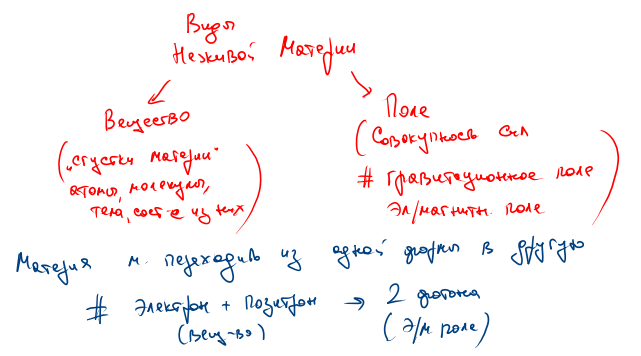 Виды
Неживой Материи
Вещество
("сгустки материи"
атомы, молекулы,
тела, сост-е из них)
Поле
(Совокупность сил
# гравитационное поле
Эл/магнитн. поле)
Материя м. переходить из одной формы в другую
# Электрон + Позитрон → 2 фотона
(вещ-во) (Э/м поле)